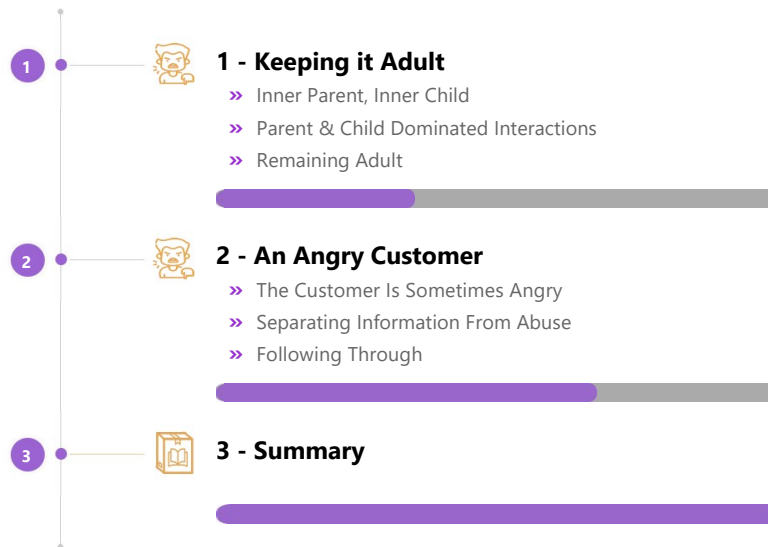 1
1 - Keeping it Adult
» Inner Parent, Inner Child
» Parent & Child Dominated Interactions
» Remaining Adult
2
2 - An Angry Customer
» The Customer Is Sometimes Angry
» Separating Information From Abuse
» Following Through
3
3 - Summary